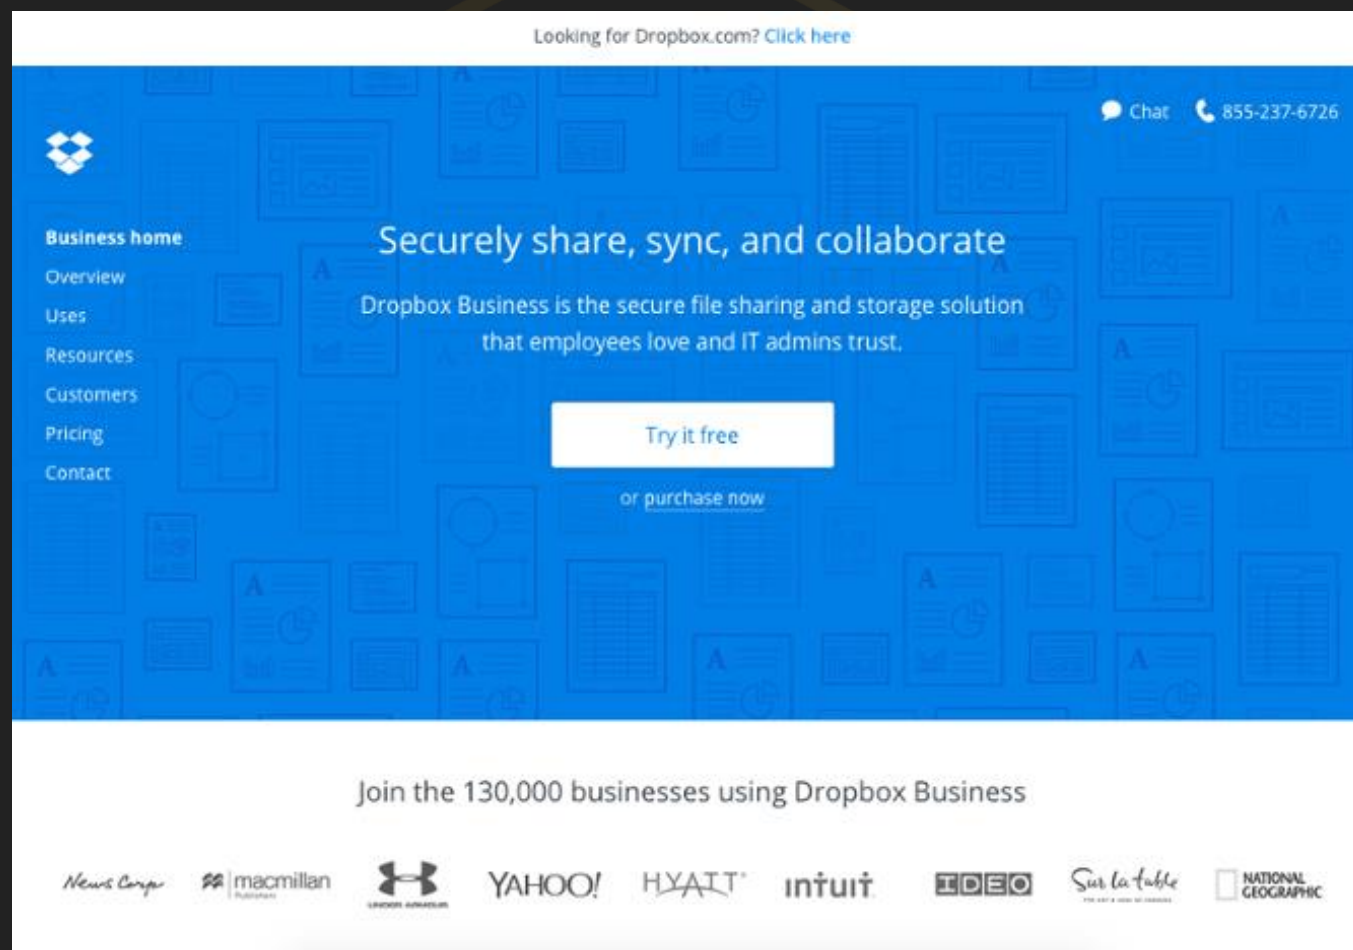 Looking for Dropbox.com? Click here
Chat 855-237-6726
Business home
Overview
Uses
Resources
Customers
Pricing
Contact
Securely share, sync, and collaborate
Dropbox Business is the secure file sharing and storage solution
that employees love and IT admins trust.
Try it free
or purchase now
Join the 130,000 businesses using Dropbox Business
News Corp
macmillan
Publishers
UNDER ARMOUR
YAHOO!
HYATT
intuit
IDEO
Sur la table
NATIONAL
GEOGRAPHIC